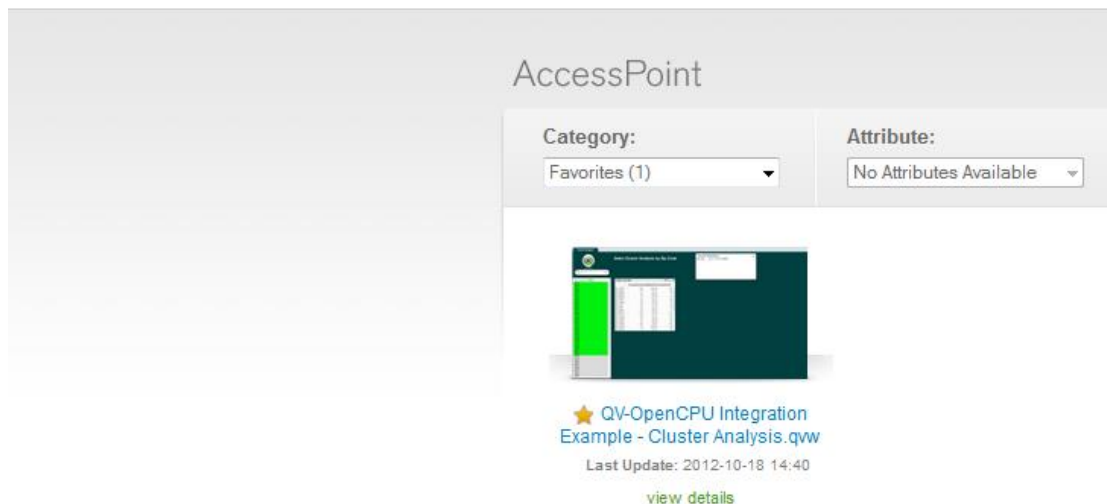 AccessPoint
Category:
Attribute:
Favorites (1)
No Attributes Available
QV-OpenCPU Integration
Example - Cluster Analysis.qvw
Last Update: 2012-10-18 14:40
view details